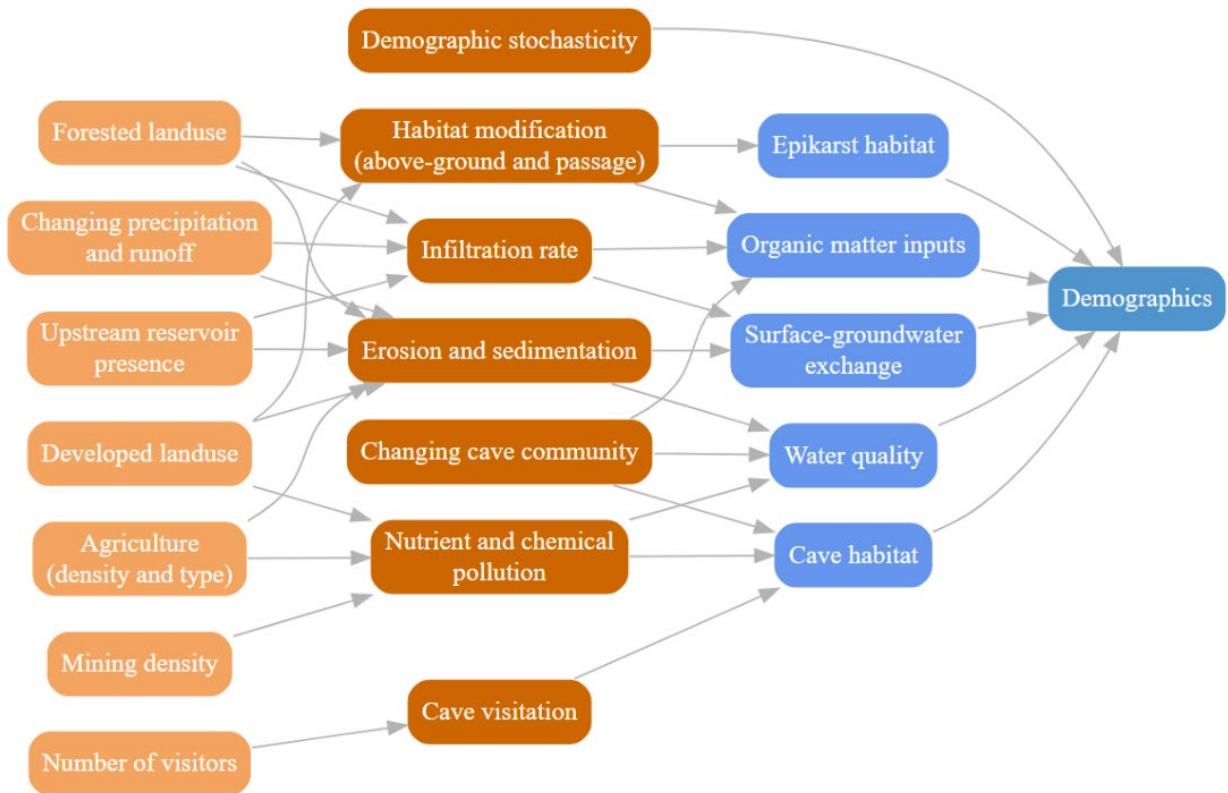 Demographic stochasticity
Forested landuse
Habitat modification
(above-ground and passage)
Epikarst habitat
Changing precipitation
and runoff
Infiltration rate
Organic matter inputs
Demographics
Upstream reservoir
presence
Erosion and sedimentation
Surface-groundwater
exchange
Developed landuse
Changing cave community
Water quality
Agriculture
(density and type)
Nutrient and chemical
pollution
Cave habitat
Mining density
Cave visitation
Number of visitors